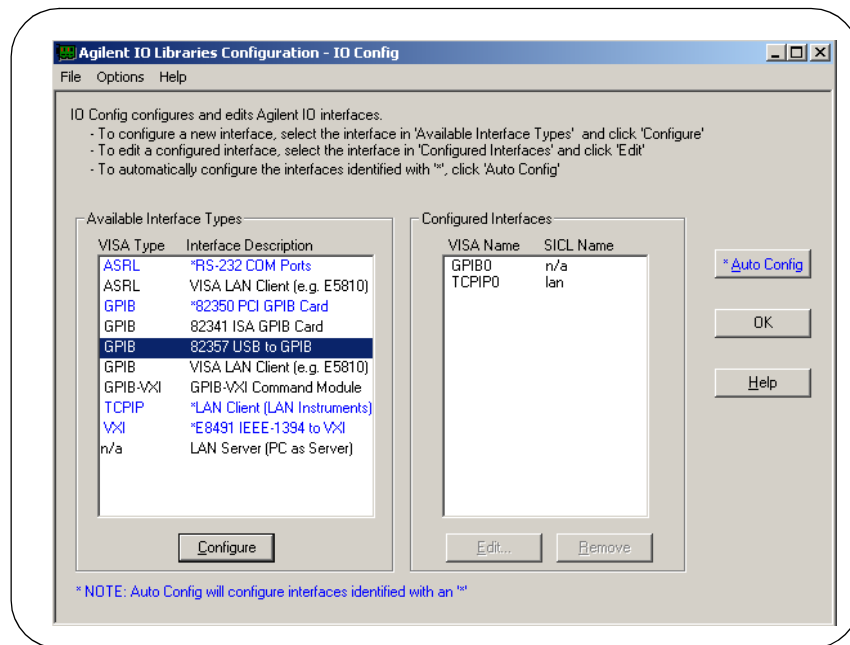 Agilent IO Libraries Configuration - IO Config
File Options Help
IO Config configures and edits Agilent IO interfaces.
- To configure a new interface, select the interface in 'Available Interface Types' and click 'Configure'
- To edit a configured interface, select the interface in 'Configured Interfaces' and click 'Edit'
- To automatically configure the interfaces identified with '*', click 'Auto Config'
Available Interface Types
VISA Type Interface Description
ASRL *RS-232 COM Ports
ASRL VISA LAN Client (e.g. E5810)
GPIB *82350 PCI GPIB Card
GPIB 82341 ISA GPIB Card
GPIB 82357 USB to GPIB
GPIB VISA LAN Client (e.g. E5810)
GPIB-VXI GPIB-VXI Command Module
TCPIP *LAN Client (LAN Instruments)
VXI *E8491 IEEE-1394 to VXI
n/a LAN Server (PC as Server)
Configure
Configured Interfaces
VISA Name SICL Name
GPIB0 n/a
TCPIP0 lan
Edit... Remove
* Auto Config
OK
Help
* NOTE: Auto Config will configure interfaces identified with an '*'